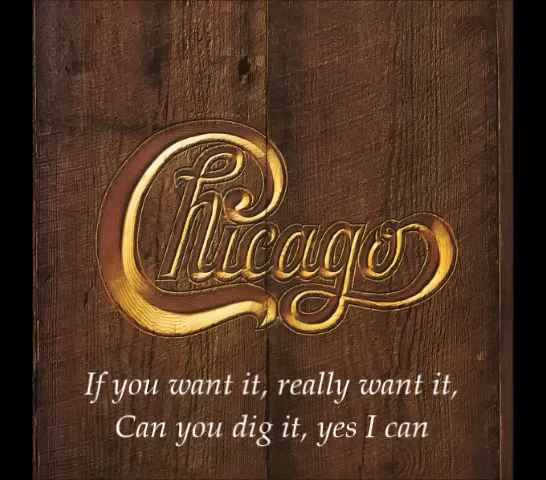 Chicago
If you want it, really want it,
Can you dig it, yes I can